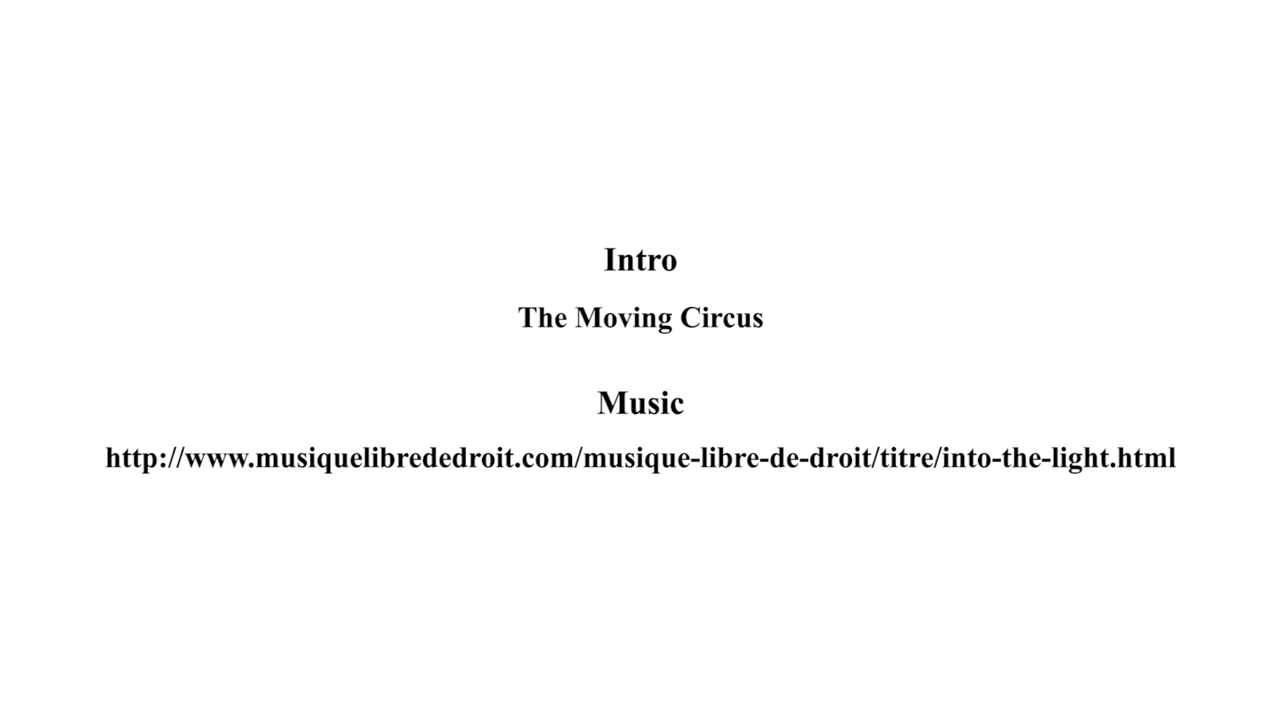 Intro
The Moving Circus
Music
http://www.musiquelibrededroit.com/musique-libre-de-droit/titre/into-the-light.html